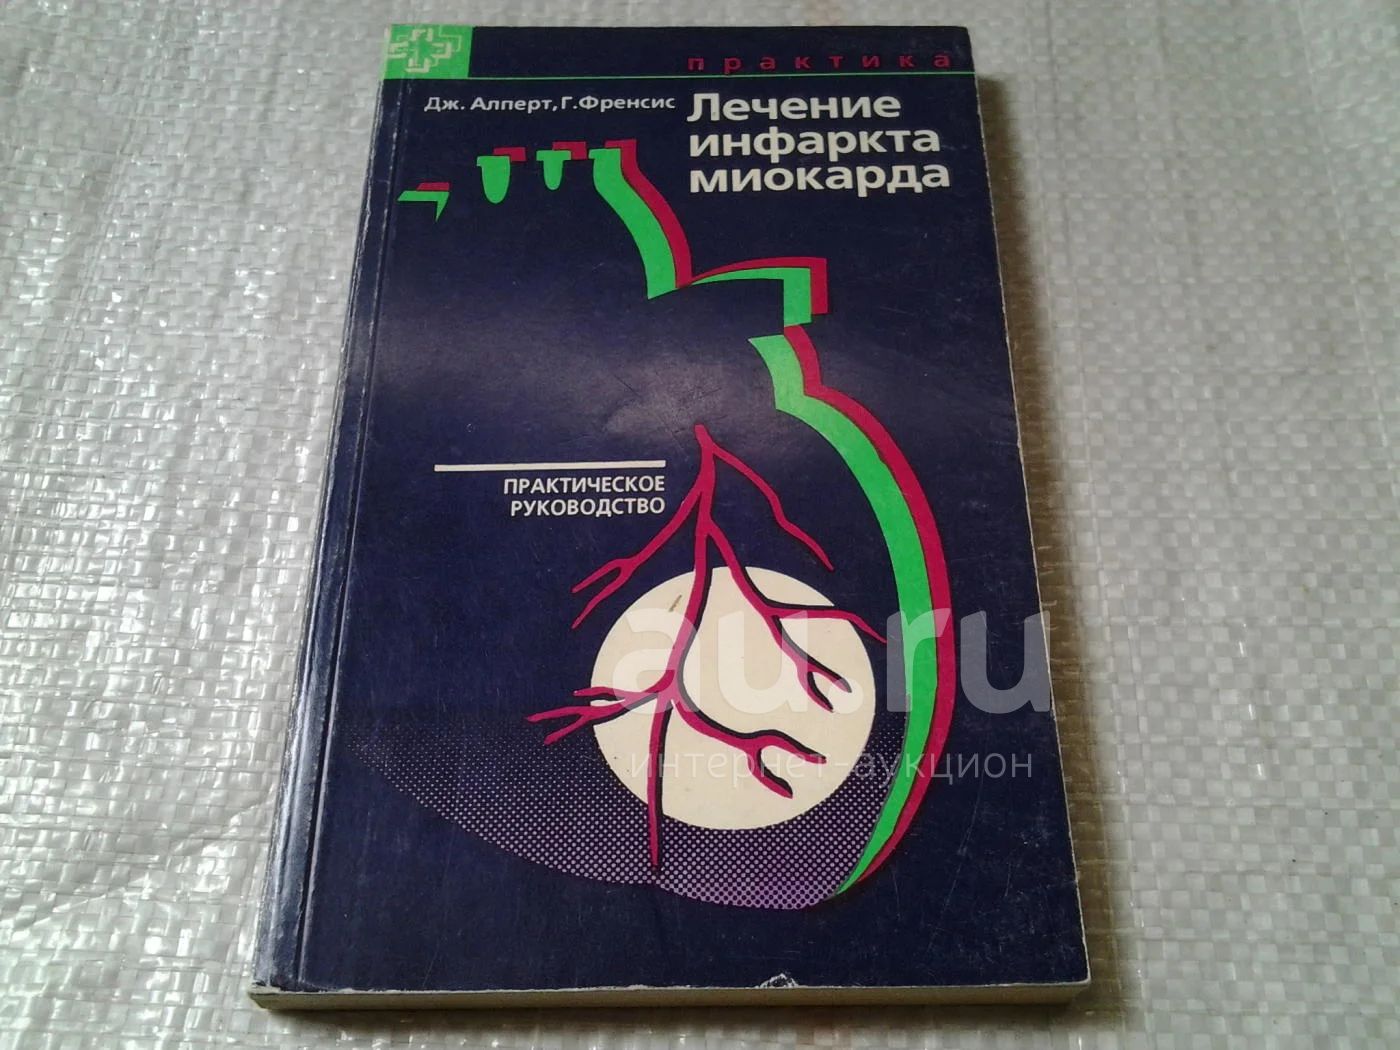 практика
Дж. Алперт, Г. Френсис
Лечение
инфаркта
миокарда
ПРАКТИЧЕСКОЕ
РУКОВОДСТВО
au.ru
интернет-аукцион